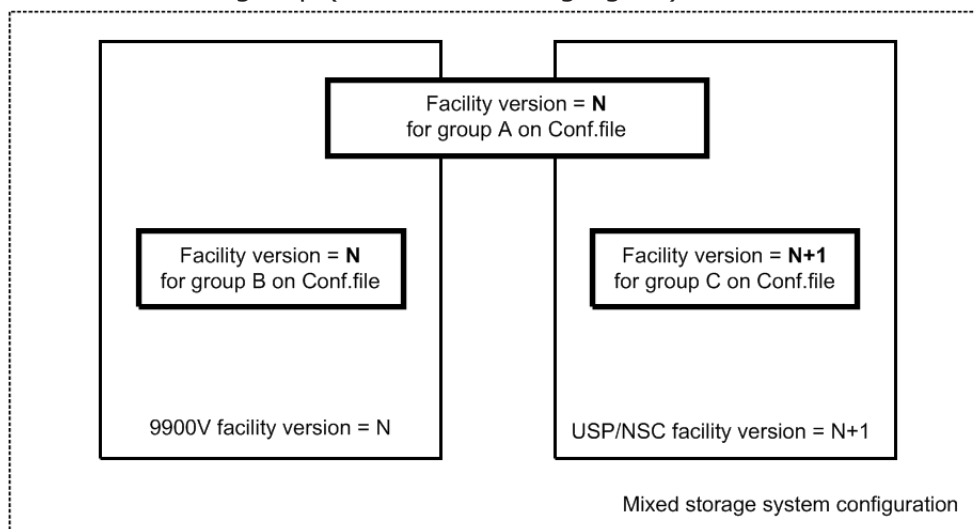 Facility version = N
for group A on Conf.file
Facility version = N
for group B on Conf.file
Facility version = N+1
for group C on Conf.file
9900V facility version = N
USP/NSC facility version = N+1
Mixed storage system configuration